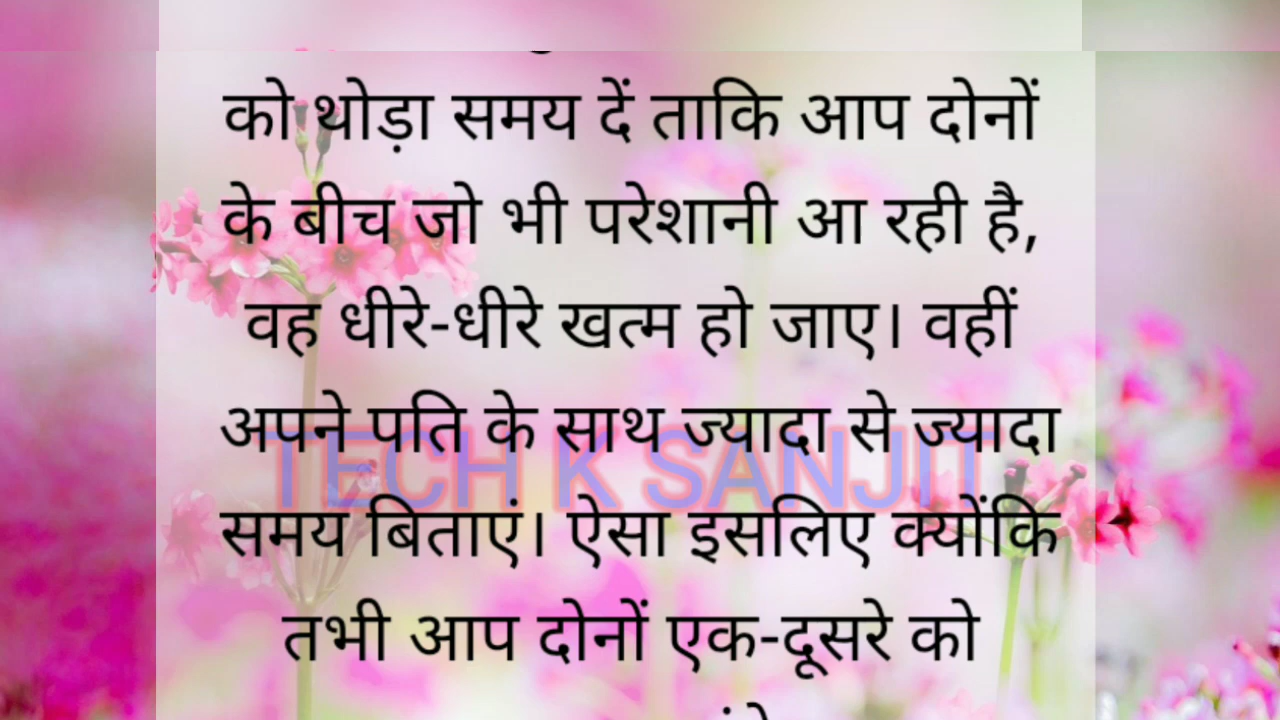 को थोड़ा समय दें ताकि आप दोनों
के बीच जो भी परेशानी आ रही है,
वह धीरे-धीरे खत्म हो जाए। वहीं
अपने पति के साथ ज्यादा से ज्यादा
TECH K SANJIT
समय बिताएं। ऐसा इसलिए क्योंकि
तभी आप दोनों एक-दूसरे को